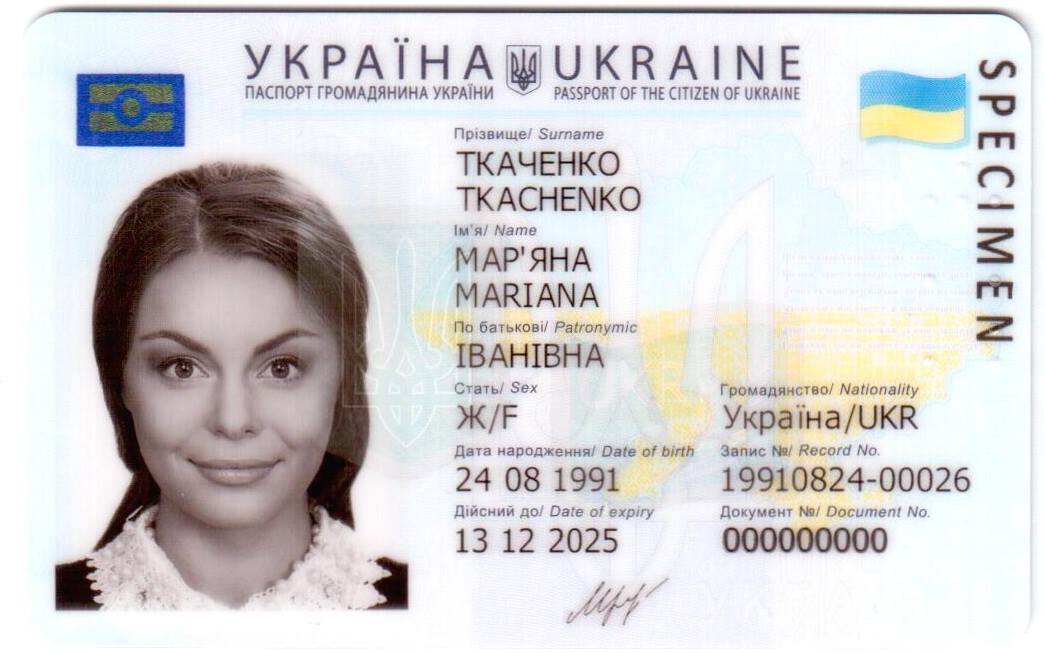 УКРАЇНА UKRAINE
ПАСПОРТ ГРОМАДЯНИНА УКРАЇНИ PASSPORT OF THE CITIZEN OF UKRAINE
SPECIMEN
Прізвище/ Surname
ТКАЧЕНКО
TKACHENKO
Ім'я/ Name
МАР'ЯНА
MARIANA
По батькові/ Patronymic
ІВАНІВНА
Стать/ Sex
Ж/F
Громадянство/ Nationality
Україна/UKR
Дата народження/ Date of birth
24 08 1991
Запис №/ Record No.
19910824-00026
Дійсний до/ Date of expiry
13 12 2025
Документ №/ Document No.
000000000